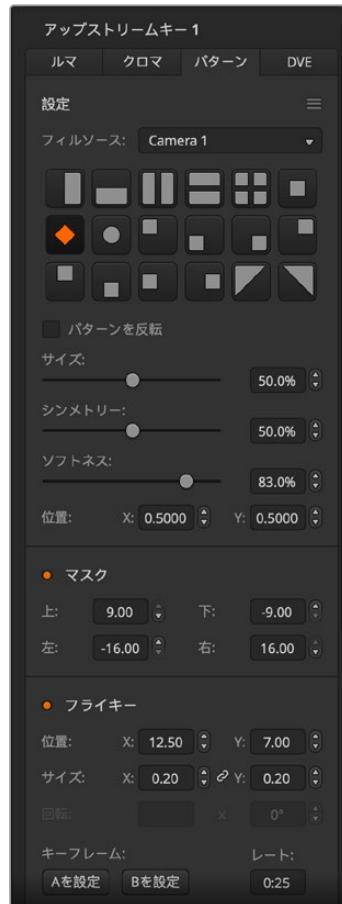 アップストリームキー 1
ルマ クロマ パターン DVE
設定
フィルソース: Camera 1
パターンを反転
サイズ:
50.0%
シンメトリー:
50.0%
ソフトネス:
83.0%
位置: X: 0.5000 Y: 0.5000
マスク
上: 9.00 下: -9.00
左: -16.00 右: 16.00
フライキー
位置: X: 12.50 Y: 7.00
サイズ: X: 0.20 Y: 0.20
回転: x 0°
キーフレーム: レート:
Aを設定 Bを設定 0:25